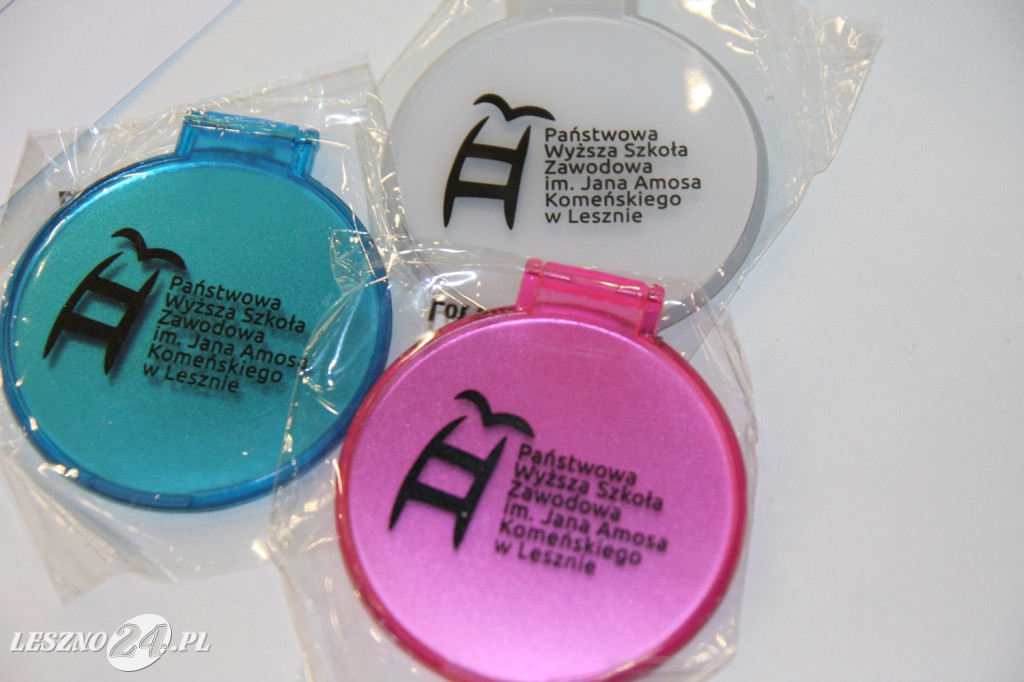 Państwowa
Wyższa Szkoła
Zawodowa
im. Jana Amosa
Komeńskiego
w Lesznie
Państwowa
Wyższa Szkoła
Zawodowa
im. Jana Amosa
Komeńskiego
w Lesznie
For
Państwowa
Wyższa Szkoła
Zawodowa
im. Jana Amosa
Komeńskiego
w Lesznie
LESZNO24.PL